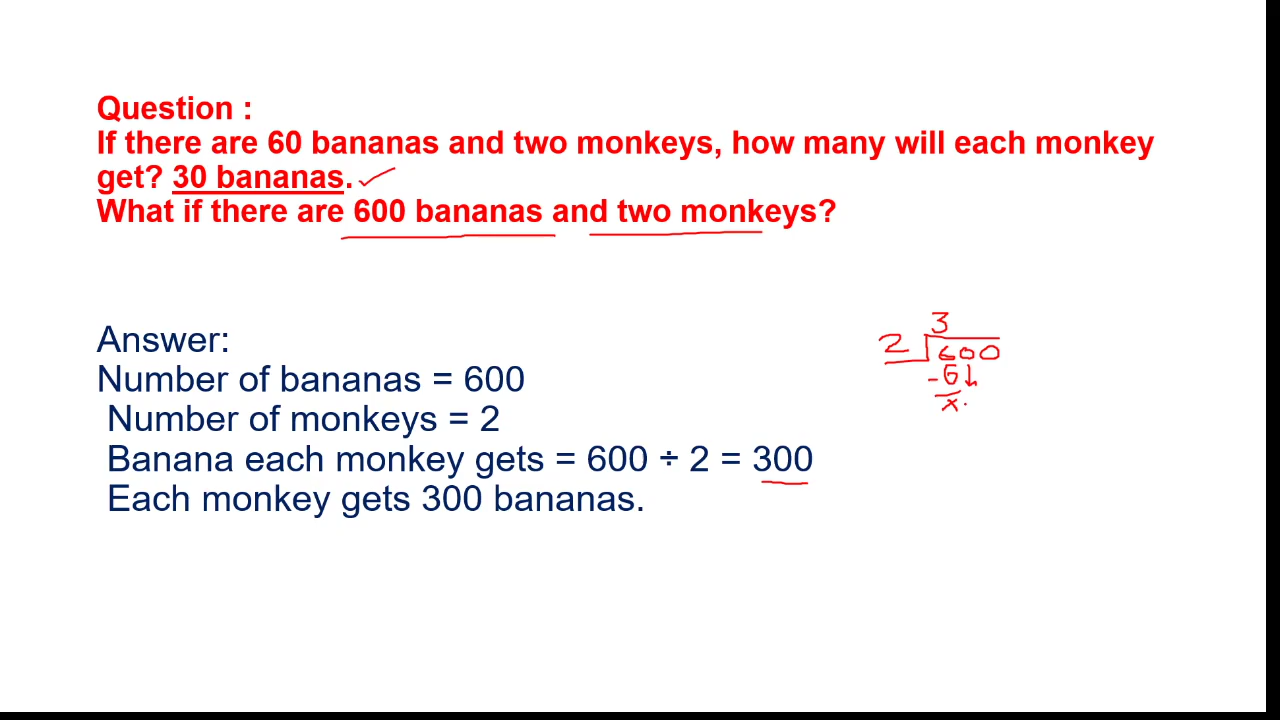 Question :
If there are 60 bananas and two monkeys, how many will each monkey
get? 30 bananas.
What if there are 600 bananas and two monkeys?
Answer:
Number of bananas = 600
Number of monkeys = 2
Banana each monkey gets = 600 ÷ 2 = 300
Each monkey gets 300 bananas.
3
2 600
-6↓
x